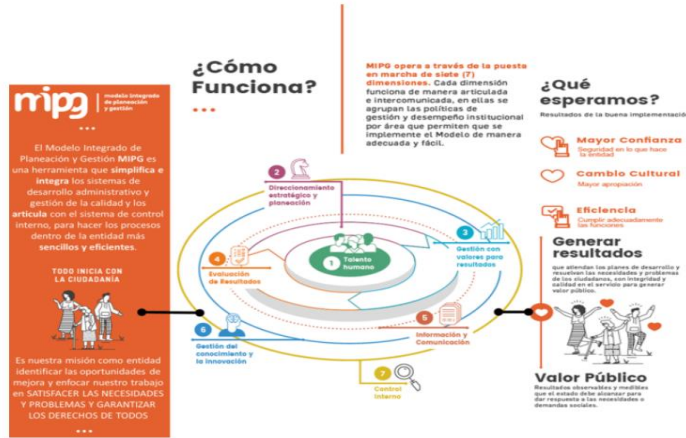 mipg
modelo integrado
de planeación
y gestión
El Modelo Integrado de
Planeación y Gestión MIPG es
una herramienta que simplifica e
integra los sistemas de
desarrollo administrativo y
gestión de la calidad y los
articula con el sistema de control
interno, para hacer los procesos
dentro de la entidad más
sencillos y eficientes.
TODO INICIA CON
LA CIUDADANÍA
Es nuestra misión como entidad
identificar las oportunidades de
mejora y enfocar nuestro trabajo
en SATISFACER LAS NECESIDADES
Y PROBLEMAS Y GARANTIZAR
LOS DERECHOS DE TODOS
¿Cómo
Funciona?
MIPG opera a través de la puesta
en marcha de siete (7)
dimensiones. Cada dimensión
funciona de manera articulada
e intercomunicada, en ellas se
agrupan las políticas de
gestión y desempeño institucional
por área que permiten que se
implemente el Modelo de manera
adecuada y fácil.
2
Direccionamiento
estratégico y
planeación
3
Gestión con
valores para
resultados
4
Evaluación
de Resultados
1
Talento
humano
5
Información y
Comunicación
6
Gestión del
conocimiento y
la innovación
7
Control
Interno
¿Qué
esperamos?
Resultados de la buena implementació
Mayor Confianza
Seguridad en lo que hace
la entidad
Cambio Cultural
Mayor apropiación
Eficiencia
Cumplir adecuadamente
las funciones
Generar
resultados
que atiendan los planes de desarrollo y
resuelvan las necesidades y problemas
de los ciudadanos, con integridad y
calidad en el servicio para generar
valor público.
Valor Público
Resultados observables y medibles
que el estado debe alcanzar para
dar respuesta a las necesidades o
demandas sociales.